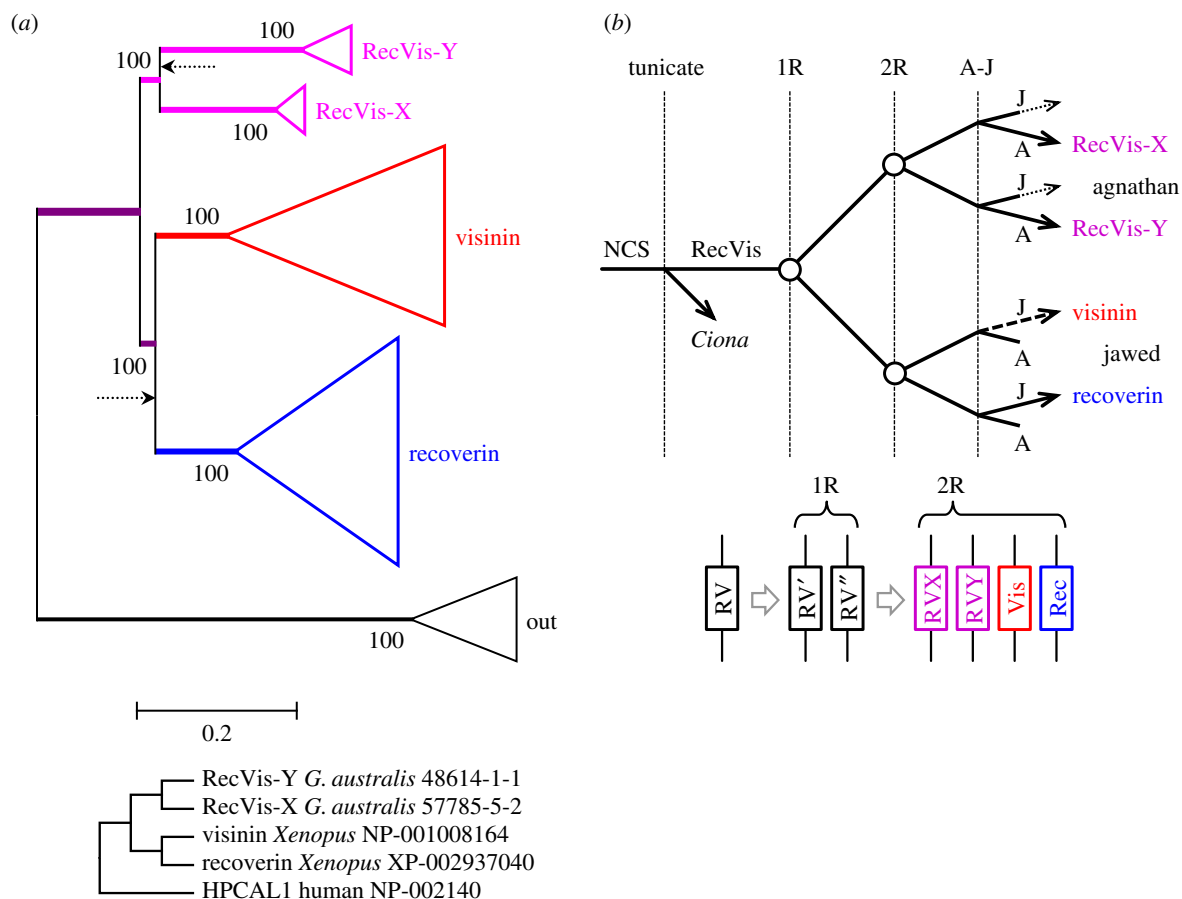 (a)
100
RecVis-Y
100
RecVis-X
100
100
visinin
100
recoverin
100
out
100
0.2
RecVis-Y G. australis 48614-1-1
RecVis-X G. australis 57785-5-2
visinin Xenopus NP-001008164
recoverin Xenopus XP-002937040
HPCAL1 human NP-002140
(b)
tunicate 1R 2R A-J
J
A RecVis-X
J agnathan
A RecVis-Y
NCS RecVis
Ciona
J visinin
A jawed
J recoverin
A
1R 2R
RV RV′ RV″ RVX RVY Vis Rec